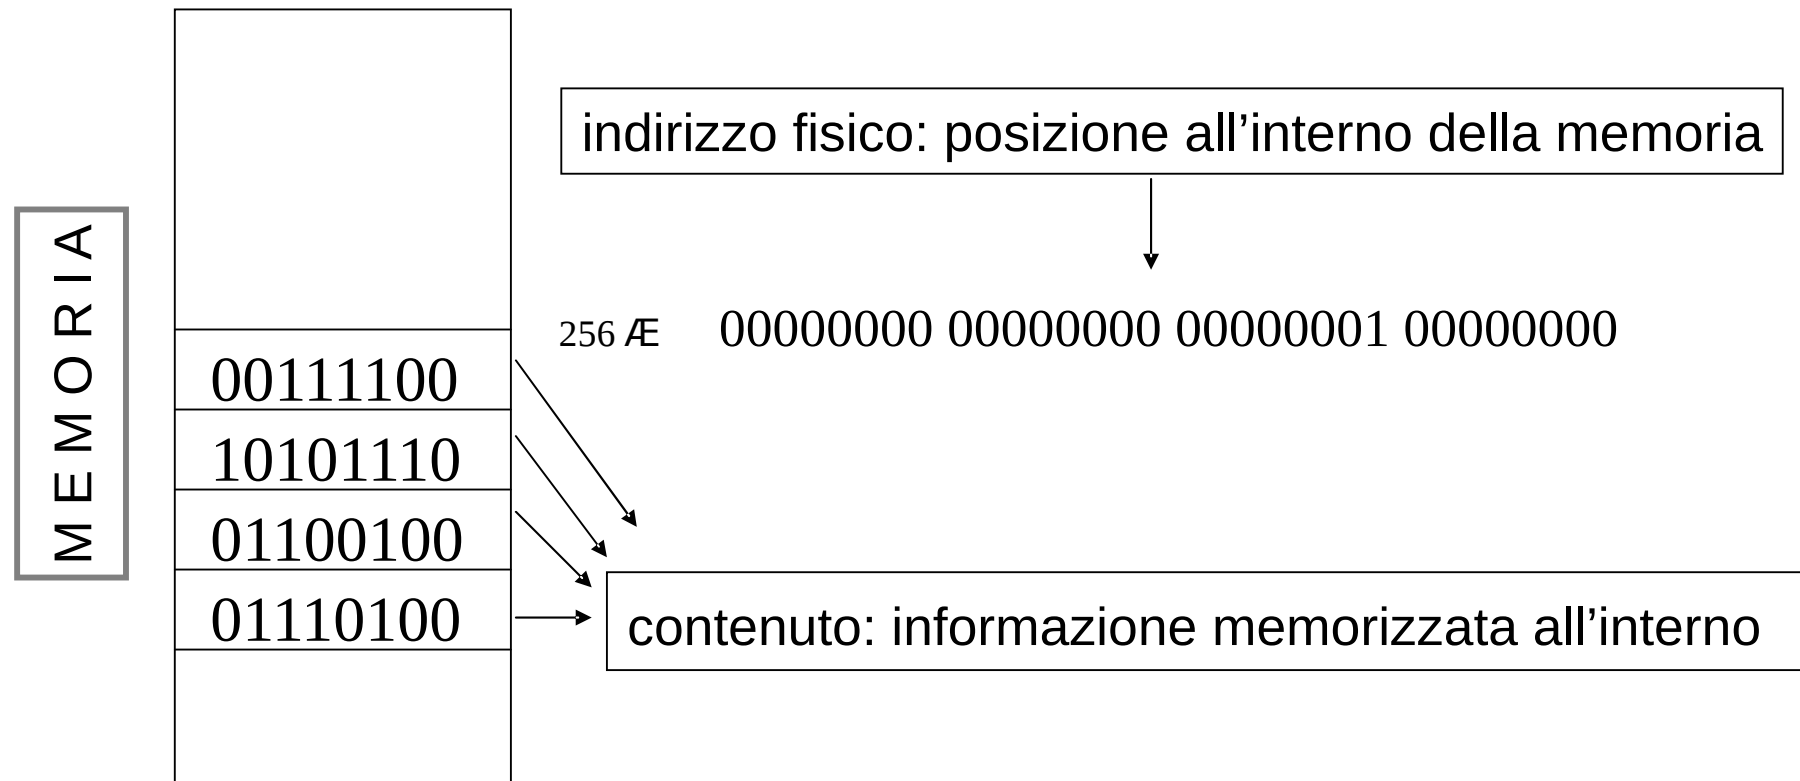 MEMORIA
indirizzo fisico: posizione all’interno della memoria
256 Æ 00000000 00000000 00000001 00000000
00111100
10101110
01100100
01110100
contenuto: informazione memorizzata all’interno